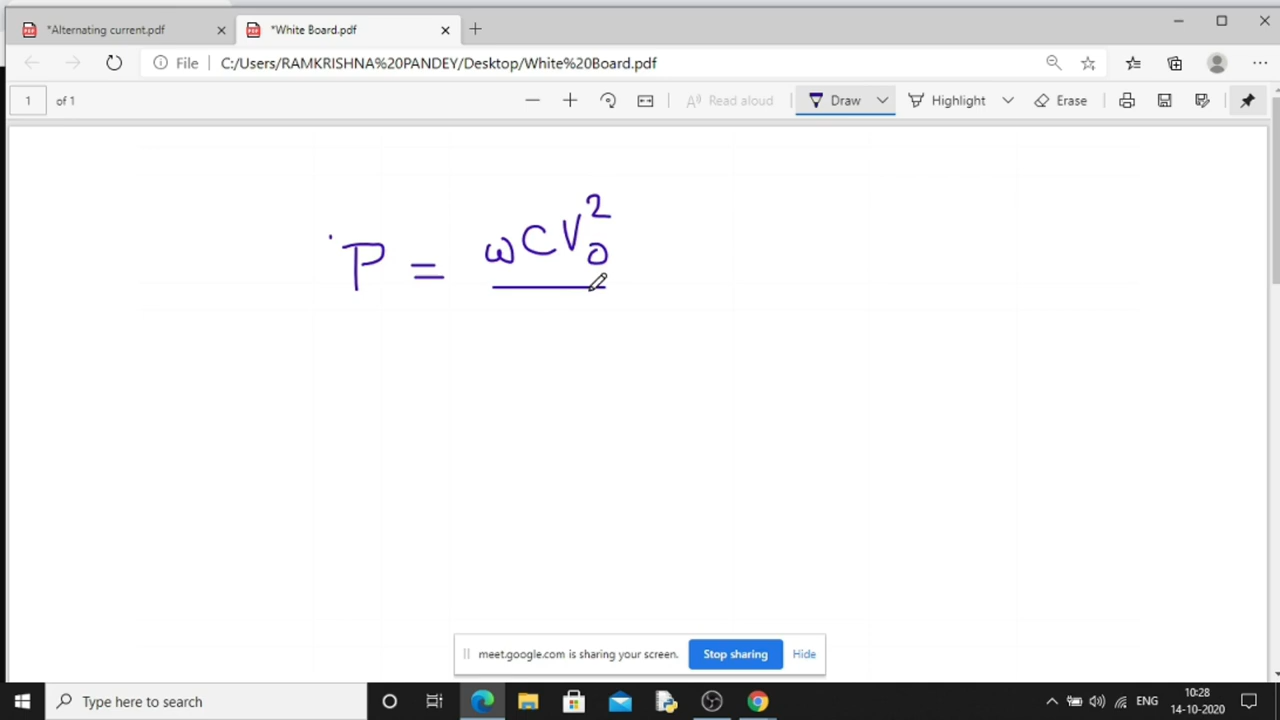 *Alternating current.pdf
*White Board.pdf
File | C:/Users/RAMKRISHNA%20PANDEY/Desktop/White%20Board.pdf
1 of 1
Read aloud
Draw
Highlight
Erase
P = ωCV₀²
meet.google.com is sharing your screen.
Stop sharing
Hide
Type here to search
ENG
10:28
14-10-2020